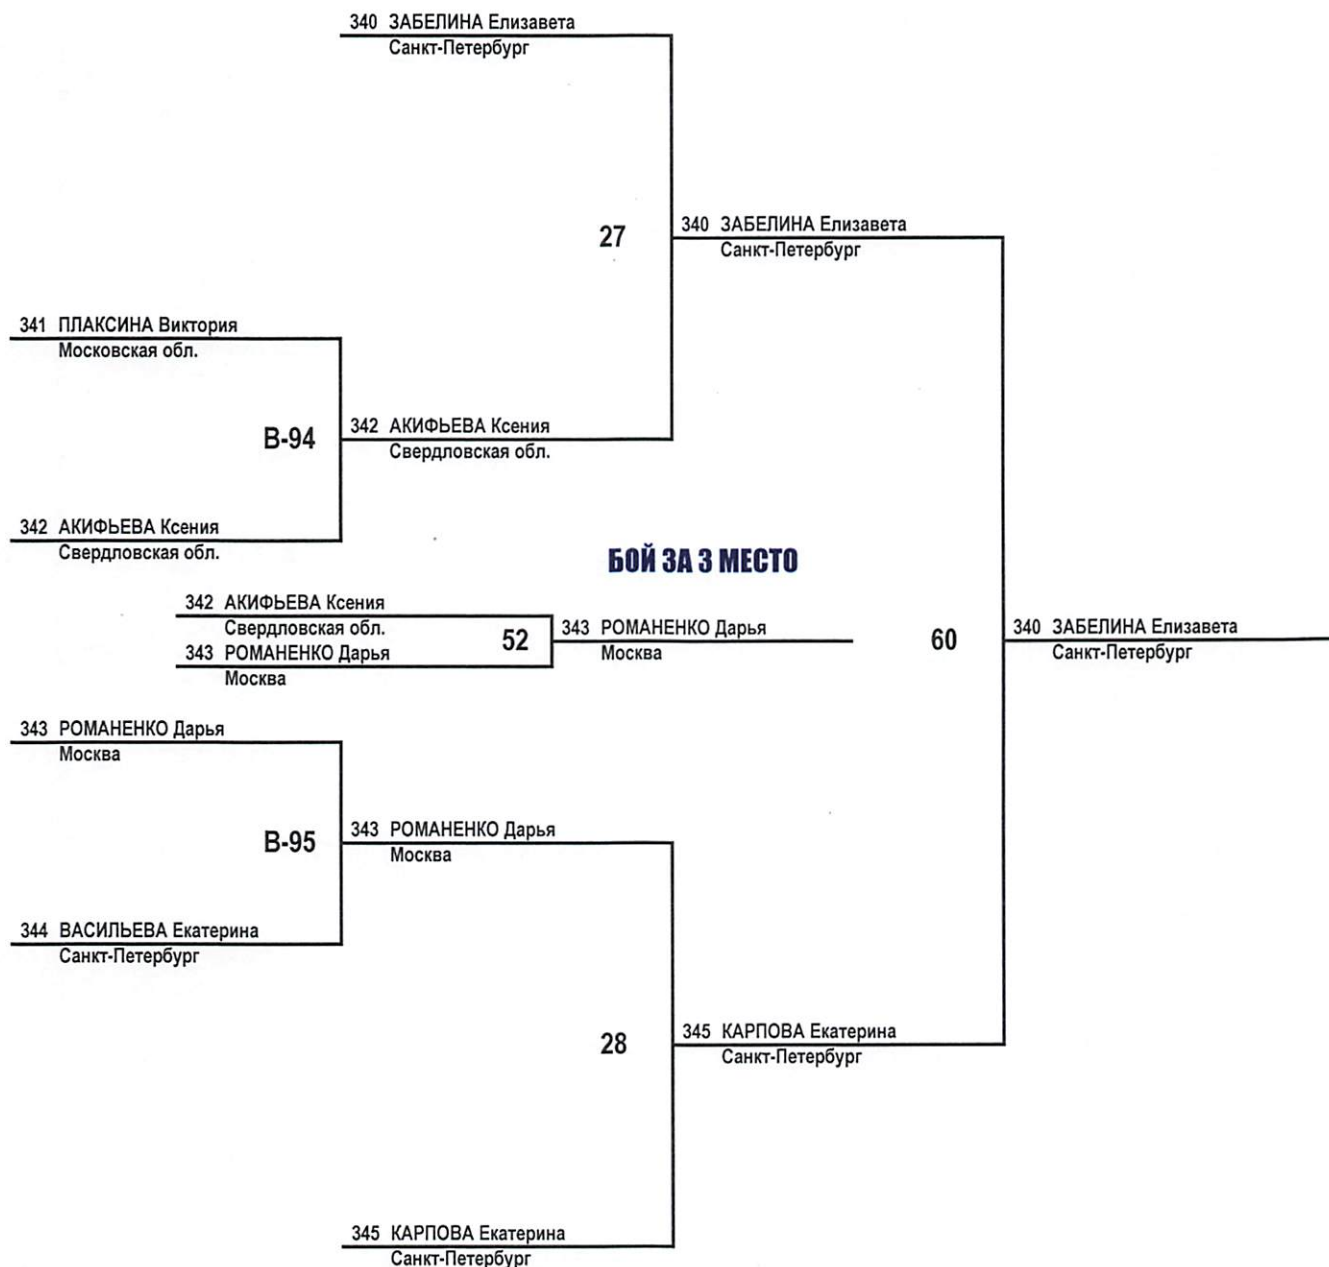 340 ЗАБЕЛИНА Елизавета
Санкт-Петербург
27
340 ЗАБЕЛИНА Елизавета
Санкт-Петербург
341 ПЛАКСИНА Виктория
Московская обл.
В-94
342 АКИФЬЕВА Ксения
Свердловская обл.
342 АКИФЬЕВА Ксения
Свердловская обл.
БОЙ ЗА 3 МЕСТО
342 АКИФЬЕВА Ксения
Свердловская обл.
343 РОМАНЕНКО Дарья
Москва
52
343 РОМАНЕНКО Дарья
Москва
60
340 ЗАБЕЛИНА Елизавета
Санкт-Петербург
343 РОМАНЕНКО Дарья
Москва
В-95
343 РОМАНЕНКО Дарья
Москва
344 ВАСИЛЬЕВА Екатерина
Санкт-Петербург
28
345 КАРПОВА Екатерина
Санкт-Петербург
345 КАРПОВА Екатерина
Санкт-Петербург